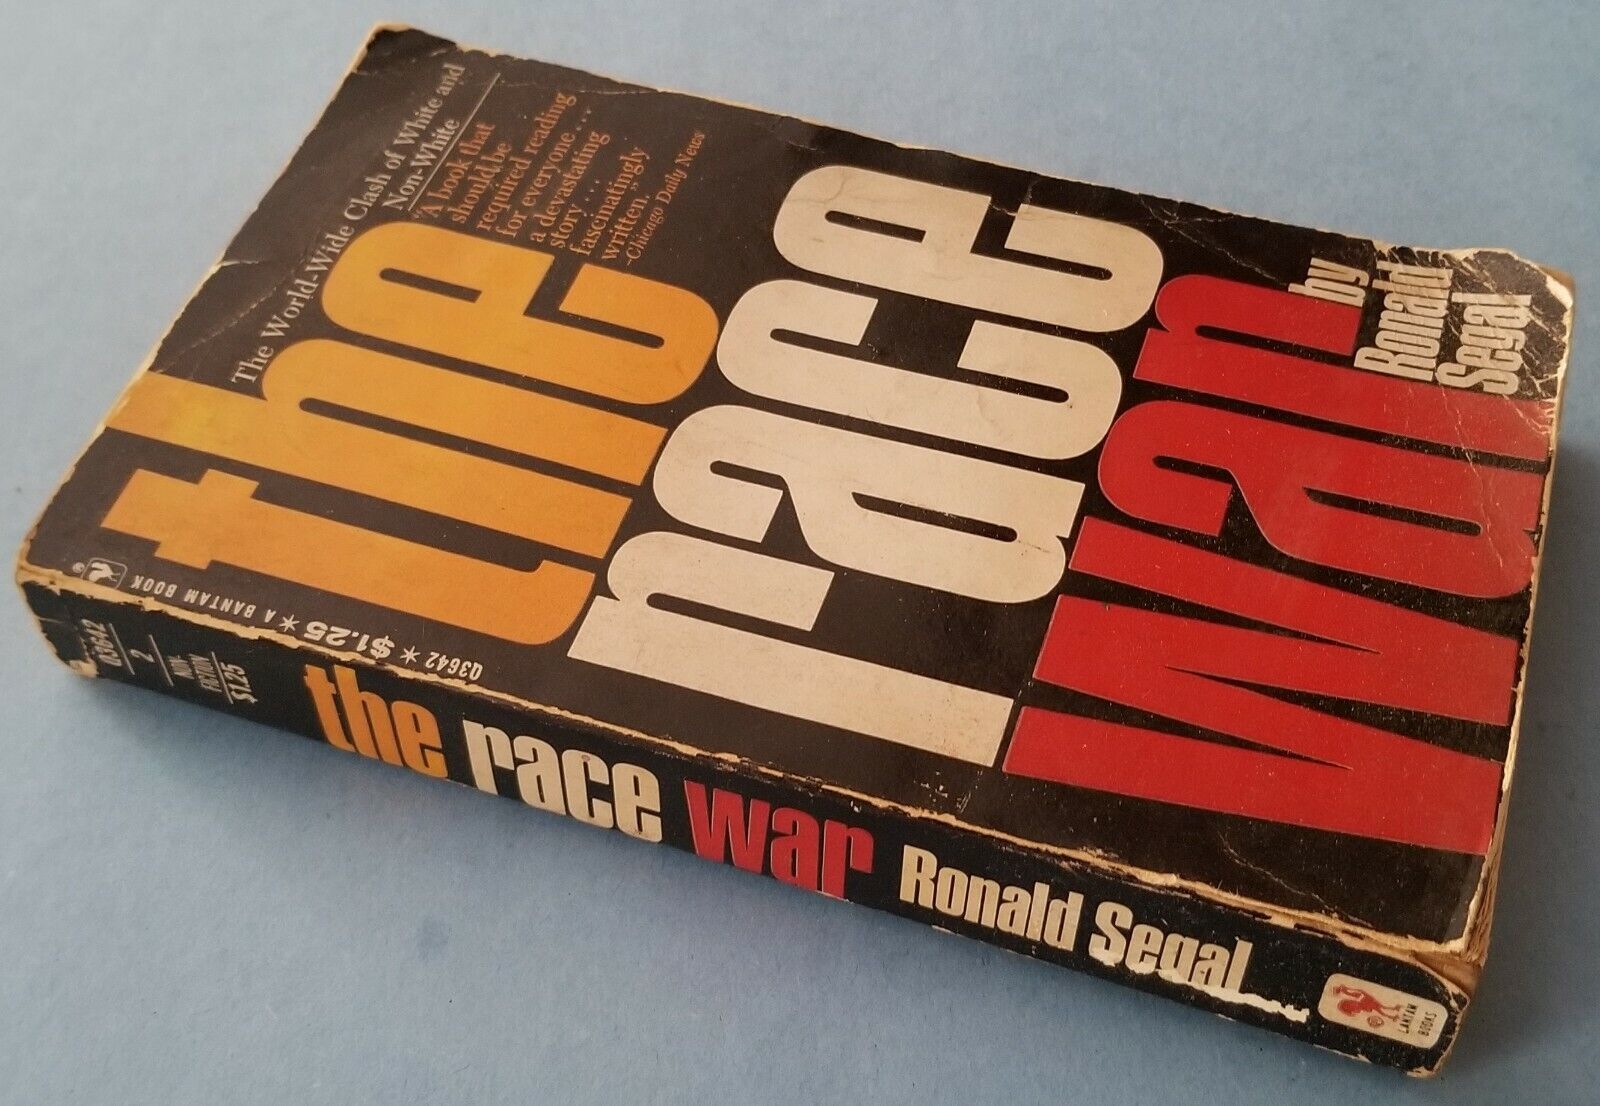 The World-Wide Clash of White and
Non-White
"A book that
should be
required reading
for everyone...
a devastating
story...
fascinatingly
written."
-Chicago Daily News
the
race
war
by
Ronald
Segal
Q3642 * $1.25 * A BANTAM BOOK ®
Q3642
2
NON-
FICTION
$1.25
the race war Ronald Segal
BANTAM
BOOKS